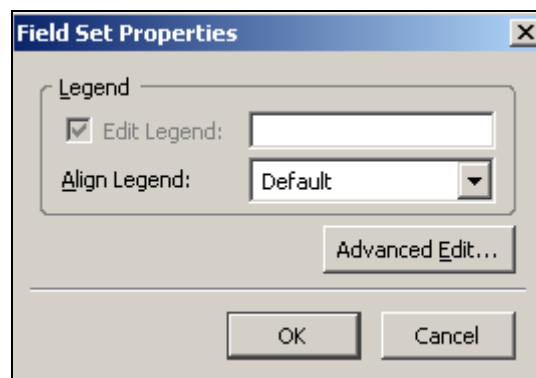 Field Set Properties
Legend
Edit Legend:
Align Legend: Default
Advanced Edit...
OK Cancel